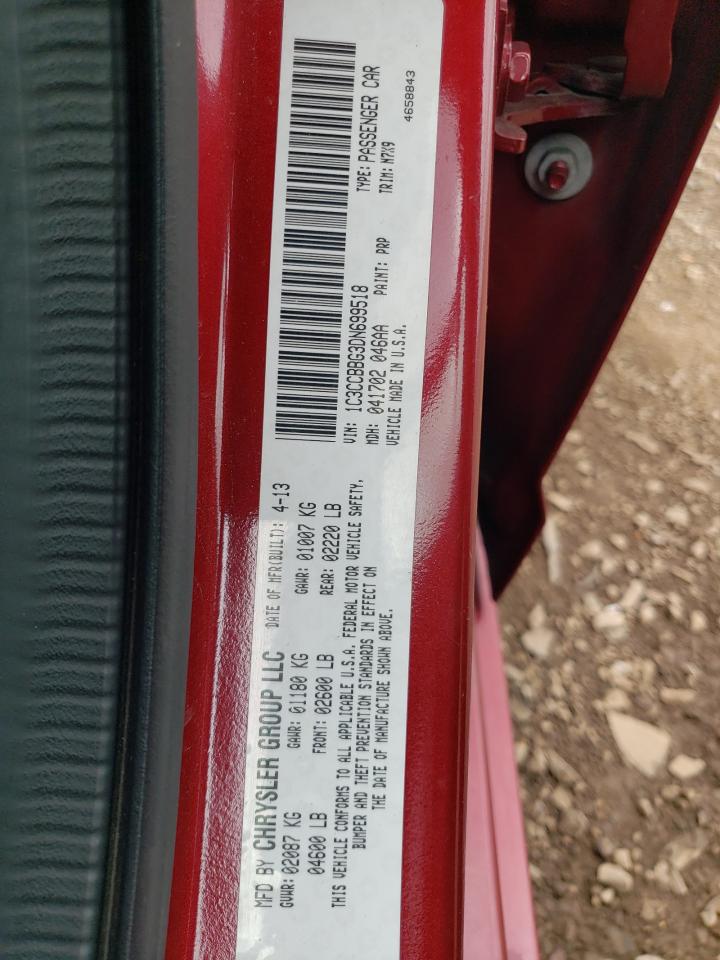 MFD BY CHRYSLER GROUP LLC DATE OF MFR(BUILT): 4-13
GVWR: 02087 KG GAWR: 01180 KG GAWR: 01007 KG
04600 LB FRONT: 02600 LB REAR: 02220 LB
THIS VEHICLE CONFORMS TO ALL APPLICABLE U.S.A. FEDERAL MOTOR VEHICLE SAFETY,
BUMPER AND THEFT PREVENTION STANDARDS IN EFFECT ON
THE DATE OF MANUFACTURE SHOWN ABOVE.
VIN: 1C3CCBBG3DN699518 TYPE: PASSENGER CAR
MDH: 041702 046AA PAINT: PRP TRIM: M7X9
VEHICLE MADE IN U.S.A.
4658843